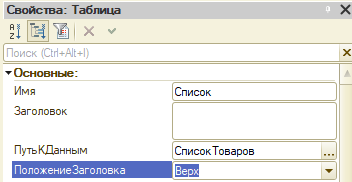 Свойства: Таблица
Поиск (Ctrl+Alt+I)
Основные:
Имя Список
Заголовок
ПутьКДанным СписокТоваров ...
ПоложениеЗаголовка Верх